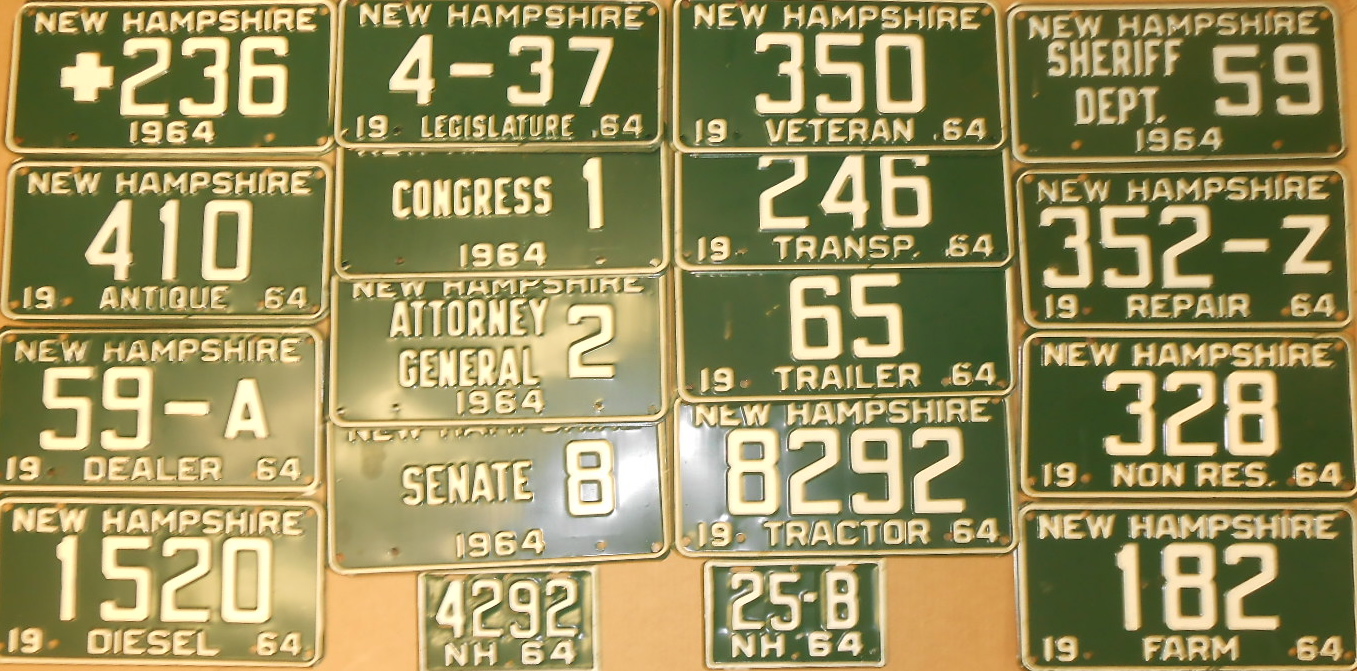 NEW HAMPSHIRE
+236
1964
NEW HAMPSHIRE
410
19 ANTIQUE 64
NEW HAMPSHIRE
59-A
19 DEALER 64
NEW HAMPSHIRE
1520
19 DIESEL 64
NEW HAMPSHIRE
4-37
19 LEGISLATURE 64
CONGRESS 1
1964
NEW HAMPSHIRE
ATTORNEY
GENERAL 2
1964
SENATE 8
1964
4292
NH 64
NEW HAMPSHIRE
350
19 VETERAN 64
246
19 TRANSP. 64
65
19 TRAILER 64
NEW HAMPSHIRE
8292
19 TRACTOR 64
25-B
NH 64
NEW HAMPSHIRE
SHERIFF
DEPT. 59
1964
NEW HAMPSHIRE
352-Z
19 REPAIR 64
NEW HAMPSHIRE
328
19 NON RES. 64
NEW HAMPSHIRE
182
19 FARM 64